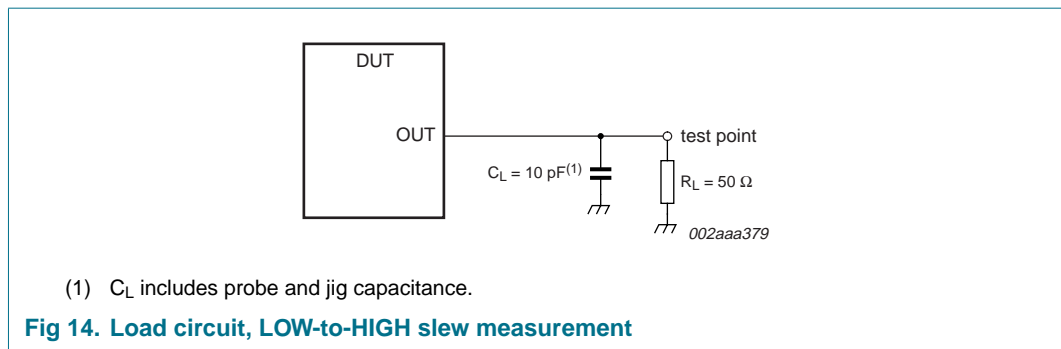 DUT
OUT
test point
C_L = 10 pF(1)
R_L = 50 Ω
002aaa379
(1) C_L includes probe and jig capacitance.
Fig 14. Load circuit, LOW-to-HIGH slew measurement